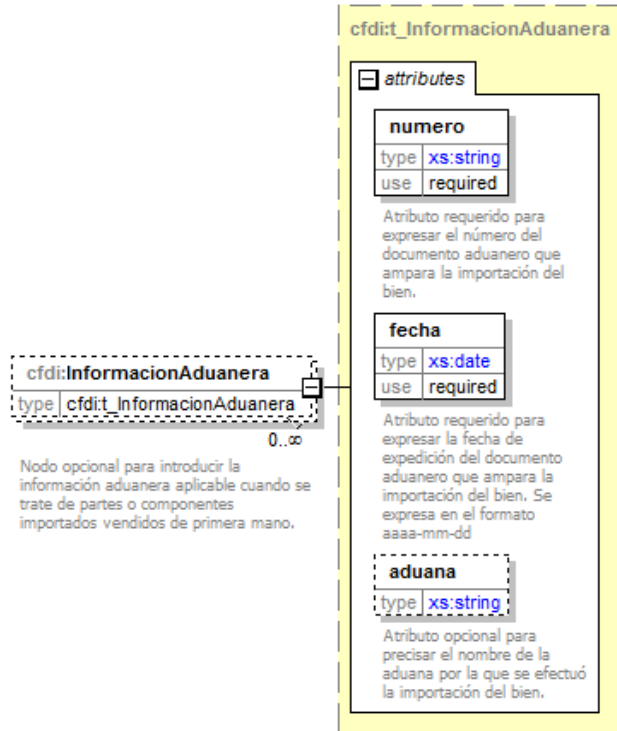 cfdi:t_InformacionAduanera
attributes
numero
type xs:string
use required
Atributo requerido para
expresar el número del
documento aduanero que
ampara la importación del
bien.
fecha
type xs:date
use required
Atributo requerido para
expresar la fecha de
expedición del documento
aduanero que ampara la
importación del bien. Se
expresa en el formato
aaaa-mm-dd
aduana
type xs:string
Atributo opcional para
precisar el nombre de la
aduana por la que se efectuó
la importación del bien.
cfdi:InformacionAduanera
type cfdi:t_InformacionAduanera
0..∞
Nodo opcional para introducir la
información aduanera aplicable cuando se
trate de partes o componentes
importados vendidos de primera mano.